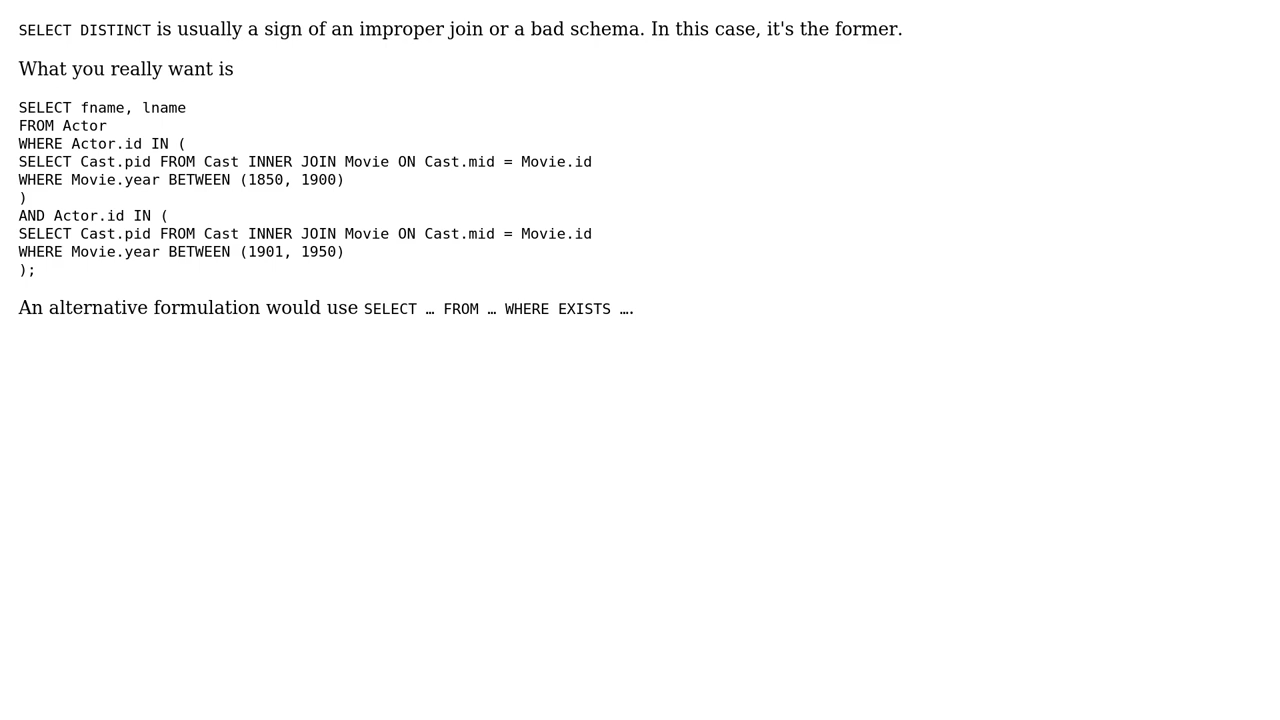 SELECT DISTINCT is usually a sign of an improper join or a bad schema. In this case, it's the former.
What you really want is
SELECT fname, lname
FROM Actor
WHERE Actor.id IN (
SELECT Cast.pid FROM Cast INNER JOIN Movie ON Cast.mid = Movie.id
WHERE Movie.year BETWEEN (1850, 1900)
)
AND Actor.id IN (
SELECT Cast.pid FROM Cast INNER JOIN Movie ON Cast.mid = Movie.id
WHERE Movie.year BETWEEN (1901, 1950)
);
An alternative formulation would use SELECT … FROM … WHERE EXISTS ….